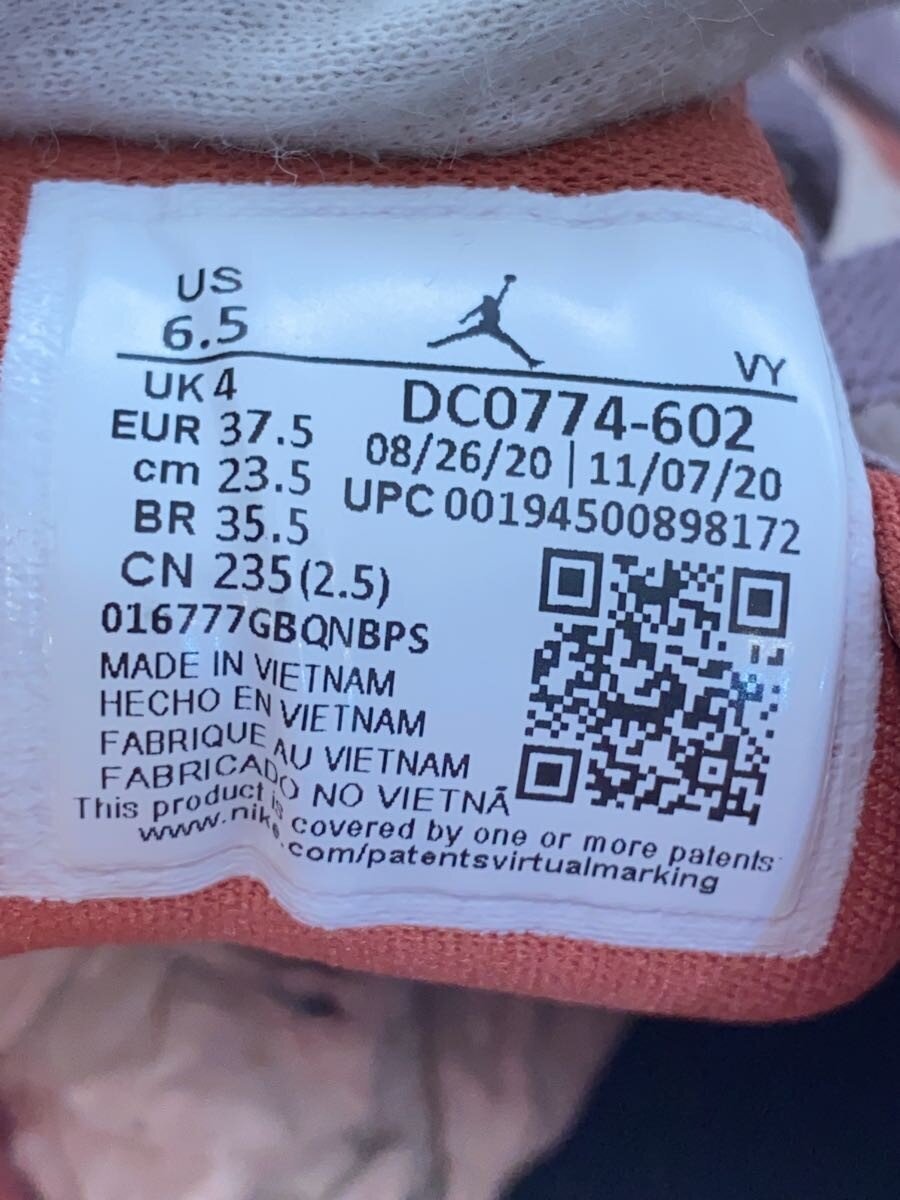 US
6.5
VY
UK 4
EUR 37.5
cm 23.5
BR 35.5
CN 235(2.5)
DC0774-602
08/26/20 | 11/07/20
UPC 00194500898172
016777GBQNBPS
MADE IN VIETNAM
HECHO EN VIETNAM
FABRIQUE AU VIETNAM
FABRICADO NO VIETNÃ
This product is covered by one or more patents
www.nike.com/patentsvirtualmarking